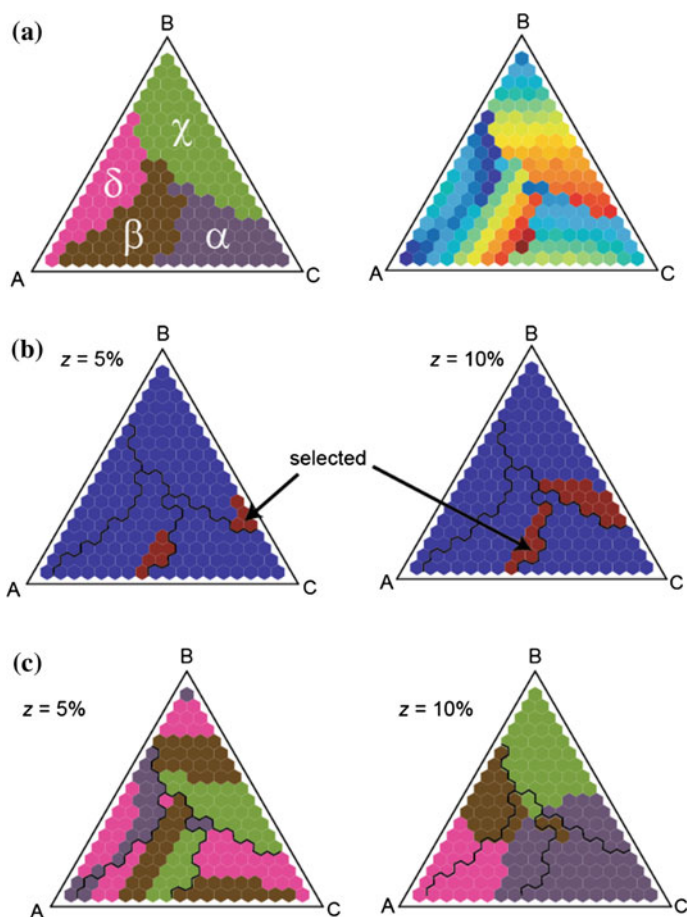 (a)
B
B
χ
δ
β
α
A
C
A
C
(b)
z = 5%
B
z = 10%
B
selected
A
C
A
C
(c)
B
B
z = 5%
z = 10%
A
C
A
C